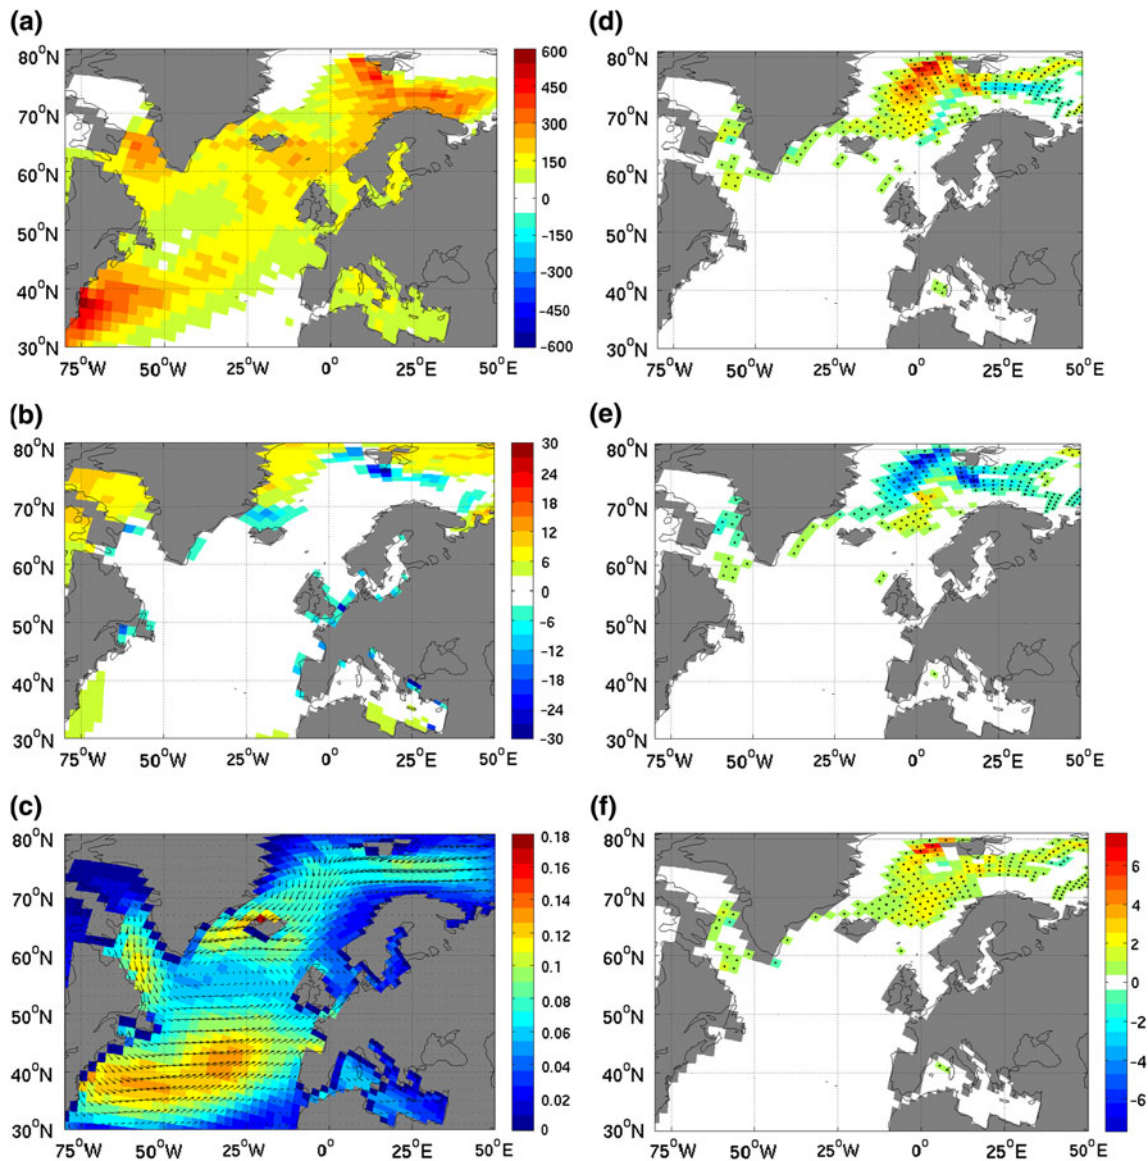 (a)
80°N
70°N
60°N
50°N
40°N
30°N
75°W 50°W 25°W 0° 25°E 50°E
600
450
300
150
0
−150
−300
−450
−600
(d)
80°N
70°N
60°N
50°N
40°N
30°N
75°W 50°W 25°W 0° 25°E 50°E
(b)
80°N
70°N
60°N
50°N
40°N
30°N
75°W 50°W 25°W 0° 25°E 50°E
30
24
18
12
6
0
−6
−12
−18
−24
−30
(e)
80°N
70°N
60°N
50°N
40°N
30°N
75°W 50°W 25°W 0° 25°E 50°E
(c)
80°N
70°N
60°N
50°N
40°N
30°N
75°W 50°W 25°W 0° 25°E 50°E
0.18
0.16
0.14
0.12
0.1
0.08
0.06
0.04
0.02
0
(f)
80°N
70°N
60°N
50°N
40°N
30°N
75°W 50°W 25°W 0° 25°E 50°E
6
4
2
0
−2
−4
−6